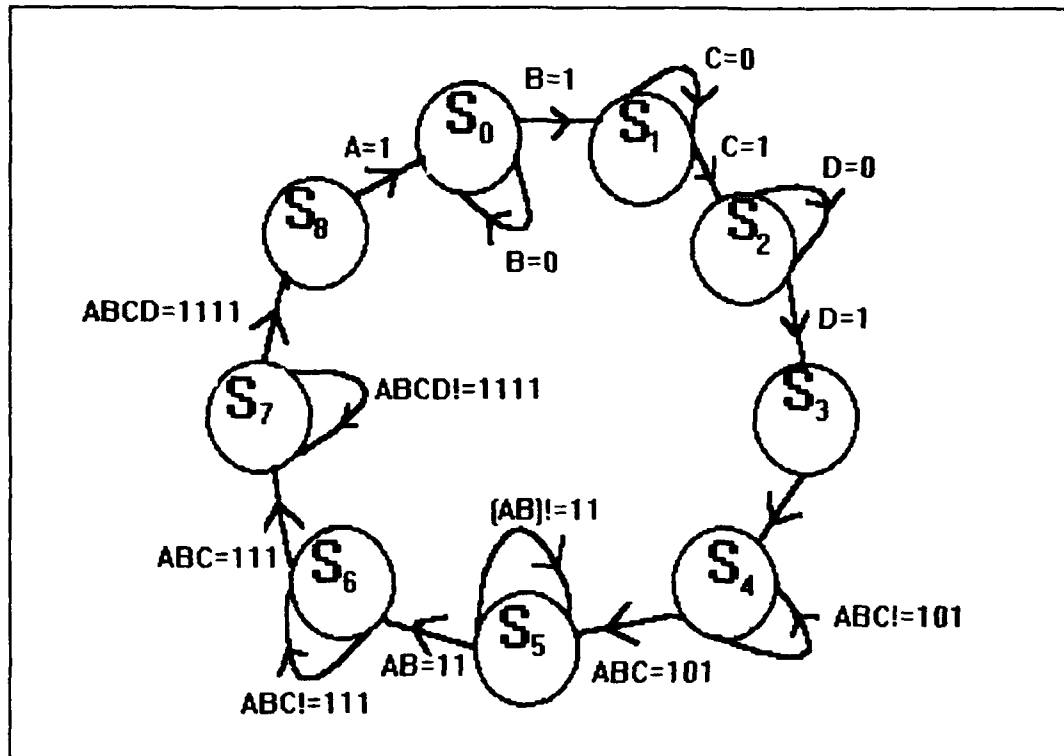 C=0
B=1
S0
S1
A=1
C=1
D=0
S8
S2
B=0
ABCD=1111
D=1
S7
ABCD!=1111
S3
(AB)!=11
ABC=111
S6
S4
ABC!=101
S5
AB=11
ABC=101
ABC!=111